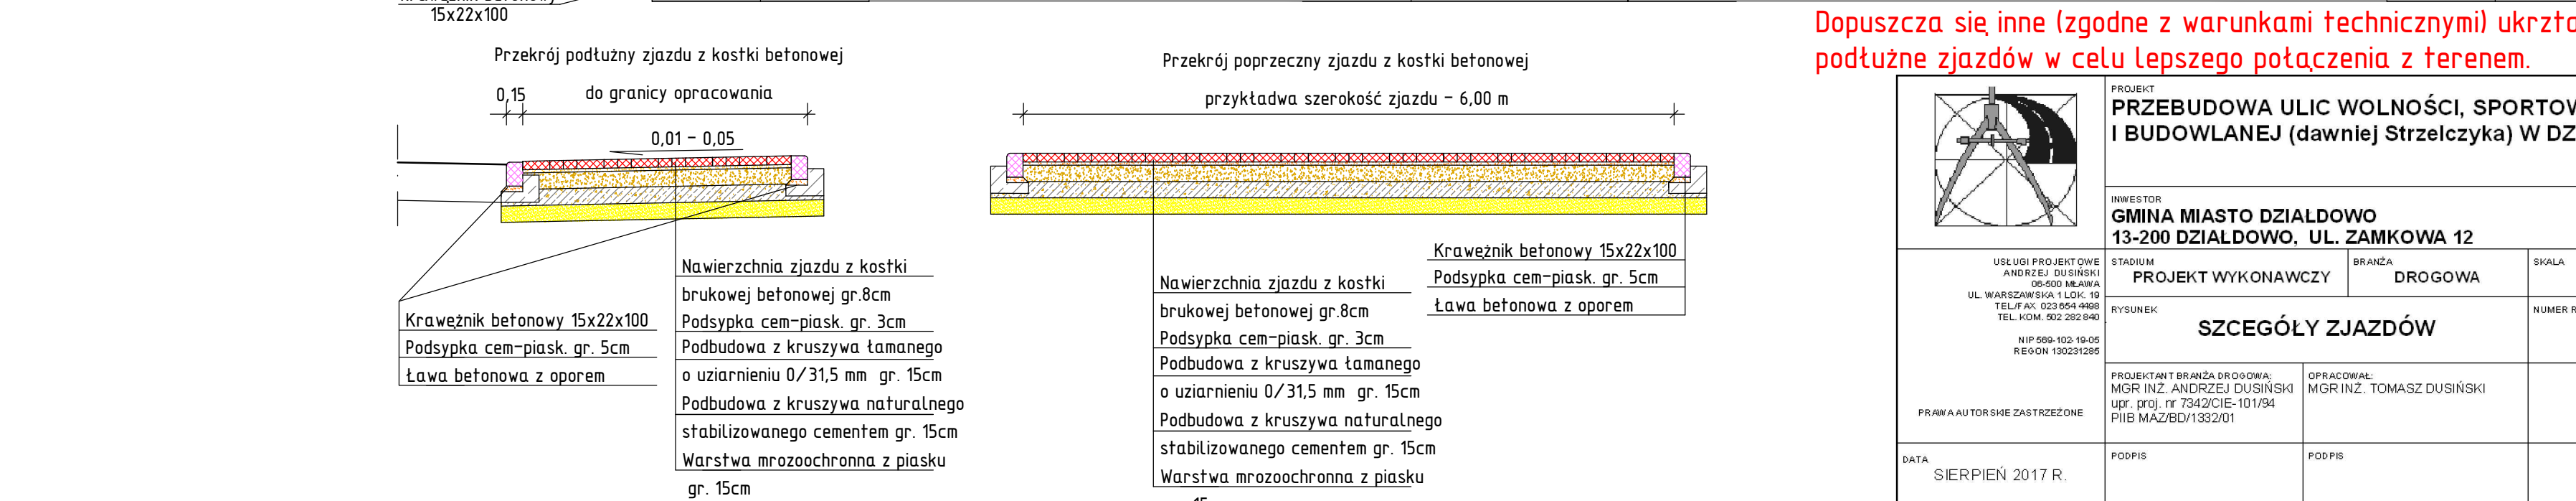 15x22x100
Przekrój podłużny zjazdu z kostki betonowej
0,15
do granicy opracowania
0,01 - 0,05
Nawierzchnia zjazdu z kostki
brukowej betonowej gr.8cm
Podsypka cem-piask. gr. 3cm
Podbudowa z kruszywa łamanego
o uziarnieniu 0/31,5 mm gr. 15cm
Podbudowa z kruszywa naturalnego
stabilizowanego cementem gr. 15cm
Warstwa mrozoochronna z piasku
gr. 15cm
Krawężnik betonowy 15x22x100
Podsypka cem-piask. gr. 5cm
Ława betonowa z oporem
Przekrój poprzeczny zjazdu z kostki betonowej
przykładwa szerokość zjazdu - 6,00 m
Krawężnik betonowy 15x22x100
Podsypka cem-piask. gr. 5cm
Ława betonowa z oporem
Nawierzchnia zjazdu z kostki
brukowej betonowej gr.8cm
Podsypka cem-piask. gr. 3cm
Podbudowa z kruszywa łamanego
o uziarnieniu 0/31,5 mm gr. 15cm
Podbudowa z kruszywa naturalnego
stabilizowanego cementem gr. 15cm
Warstwa mrozoochronna z piasku
Dopuszcza się inne (zgodne z warunkami technicznymi) ukrzta
podłużne zjazdów w celu lepszego połączenia z terenem.
PROJEKT
PRZEBUDOWA ULIC WOLNOŚCI, SPORTOW
I BUDOWLANEJ (dawniej Strzelczyka) W DZ
INWESTOR
GMINA MIASTO DZIAŁDOWO
13-200 DZIAŁDOWO, UL. ZAMKOWA 12
USŁUGI PROJEKTOWE
ANDRZEJ DUSIŃSKI
06-500 MŁAWA
UL. WARSZAWSKA 1 LOK. 19
TEL/FAX. 023 654 4498
TEL. KOM. 502 282 840
NIP 569-102-19-05
REGON 130231285
PRAWA AUTORSKIE ZASTRZEŻONE
STADIUM
PROJEKT WYKONAWCZY
BRANŻA
DROGOWA
SKALA
RYSUNEK
SZCEGÓŁY ZJAZDÓW
NUMER R
PROJEKTANT BRANŻA DROGOWA:
MGR INŻ. ANDRZEJ DUSIŃSKI
upr. proj. nr 7342/CIE-101/94
PIIB MAZ/BD/1332/01
OPRACOWAŁ:
MGR INŻ. TOMASZ DUSIŃSKI
DATA
SIERPIEŃ 2017 R.
PODPIS
PODPIS